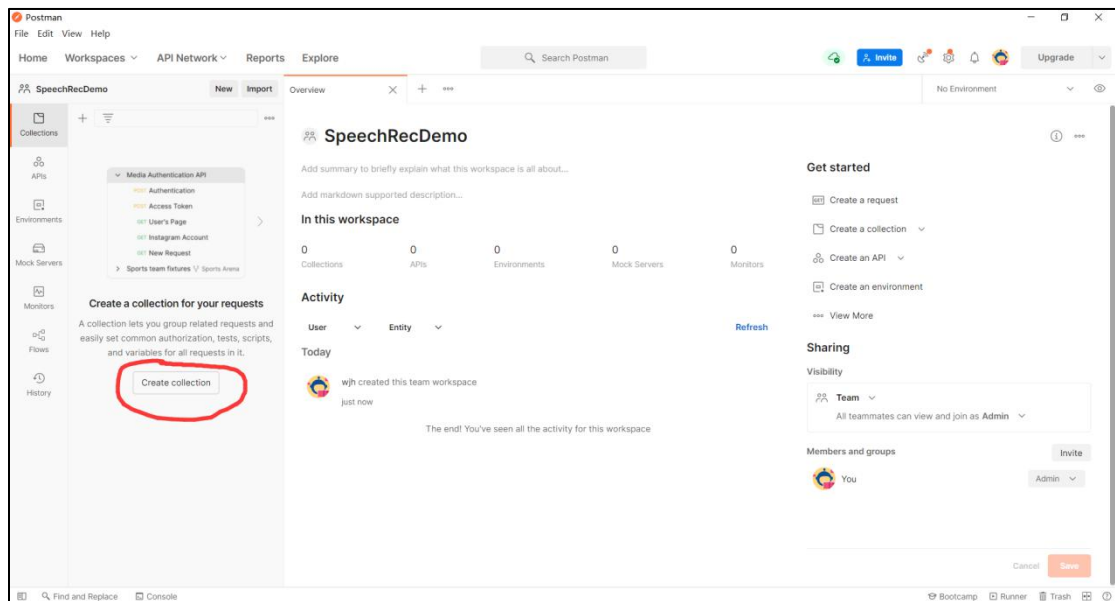 Postman
File Edit View Help
Home Workspaces API Network Reports Explore Search Postman Invite Upgrade
SpeechRecDemo New Import Overview No Environment
Collections
APIs
Environments
Mock Servers
Monitors
Flows
History
Media Authentication API
POST Authentication
POST Access Token
GET User's Page
GET Instagram Account
GET New Request
Sports team fixtures Sports Arena
Create a collection for your requests
A collection lets you group related requests and
easily set common authorization, tests, scripts,
and variables for all requests in it.
Create collection
SpeechRecDemo
Add summary to briefly explain what this workspace is all about...
Add markdown supported description...
In this workspace
0 0 0 0 0
Collections APIs Environments Mock Servers Monitors
Activity
User Entity Refresh
Today
wjh created this team workspace
just now
The end! You've seen all the activity for this workspace
Get started
GET Create a request
Create a collection
Create an API
Create an environment
View More
Sharing
Visibility
Team
All teammates can view and join as Admin
Members and groups Invite
You Admin
Cancel Save
Find and Replace Console Bootcamp Runner Trash